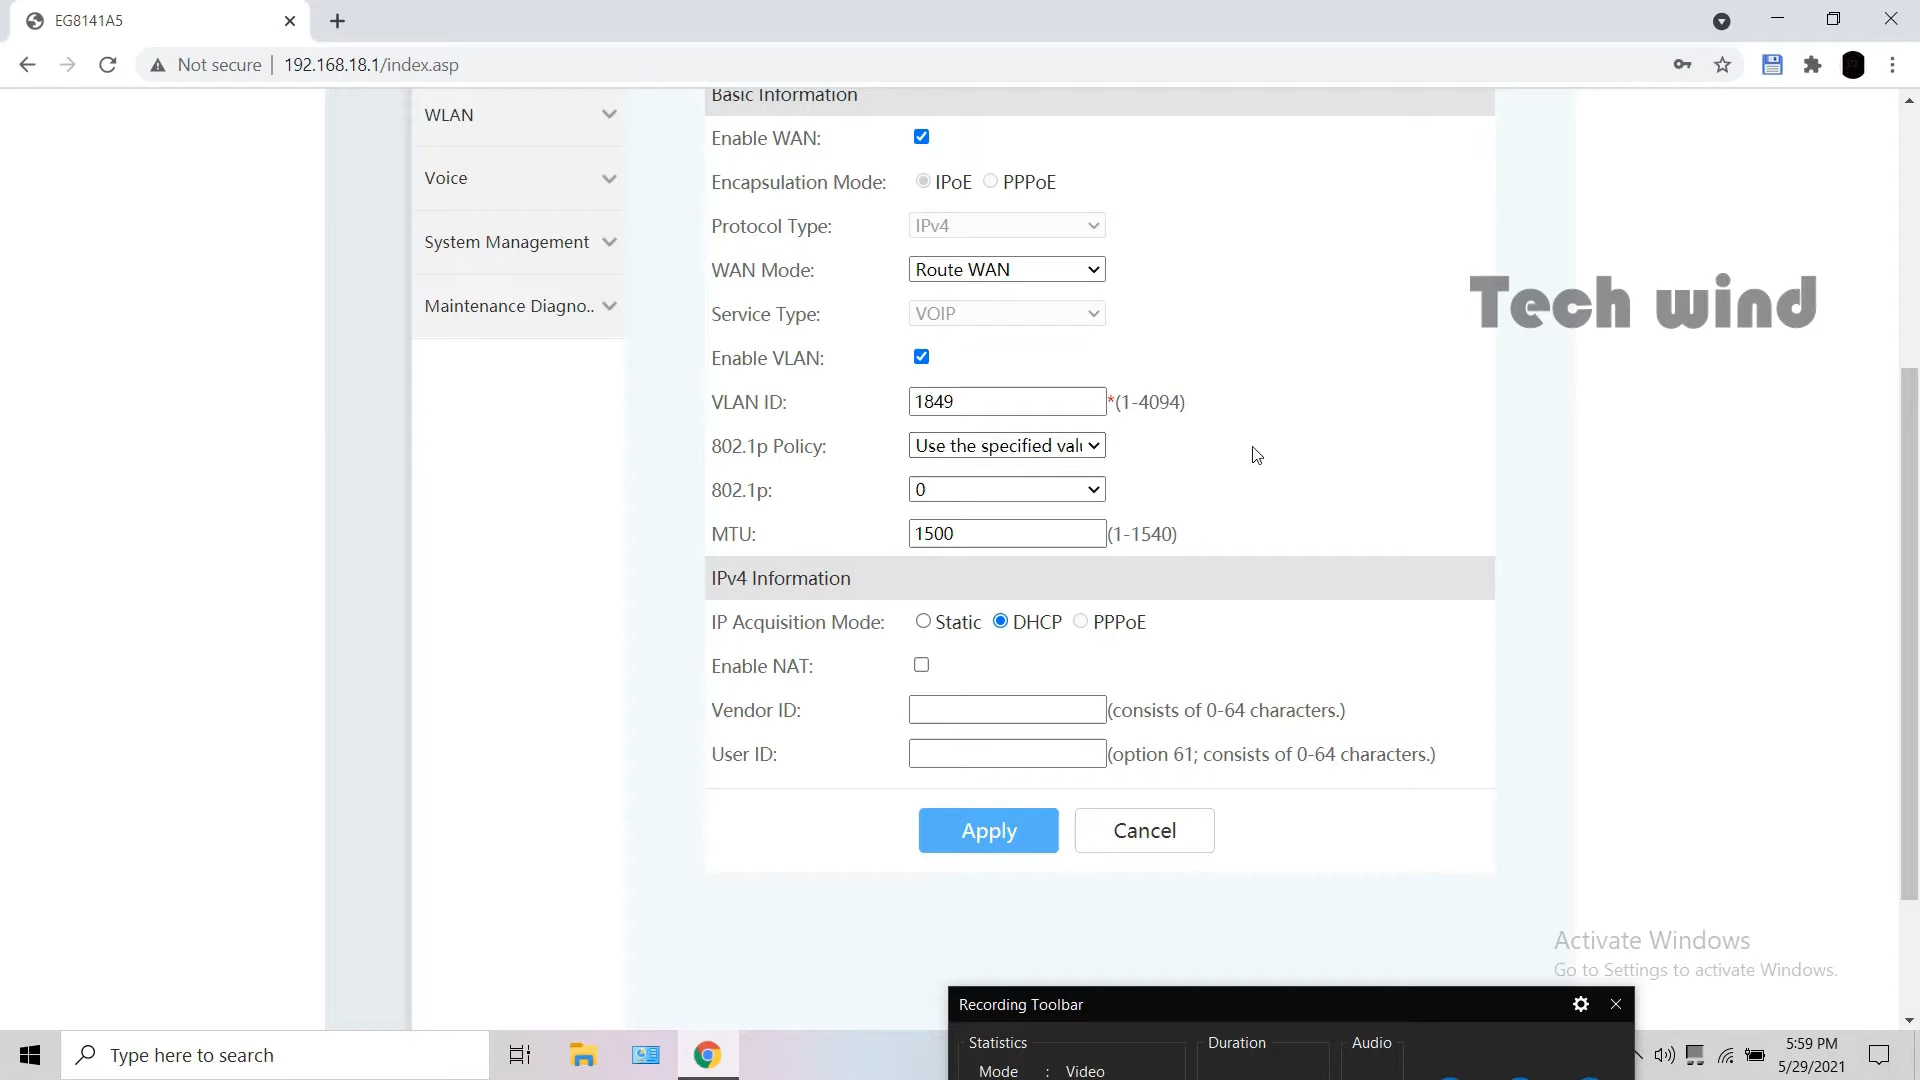 EG8141A5
Not secure | 192.168.18.1/index.asp
Basic Information
WLAN
Enable WAN:
Voice
Encapsulation Mode: IPoE PPPoE
Protocol Type: IPv4
System Management
WAN Mode: Route WAN
Maintenance Diagno..
Service Type: VOIP
Tech wind
Enable VLAN:
VLAN ID: 1849 *(1-4094)
802.1p Policy: Use the specified valu
802.1p: 0
MTU: 1500 (1-1540)
IPv4 Information
IP Acquisition Mode: Static DHCP PPPoE
Enable NAT:
Vendor ID: (consists of 0-64 characters.)
User ID: (option 61; consists of 0-64 characters.)
Apply Cancel
Activate Windows
Go to Settings to activate Windows.
Recording Toolbar
Statistics Duration Audio
Mode : Video
Type here to search
5:59 PM
5/29/2021